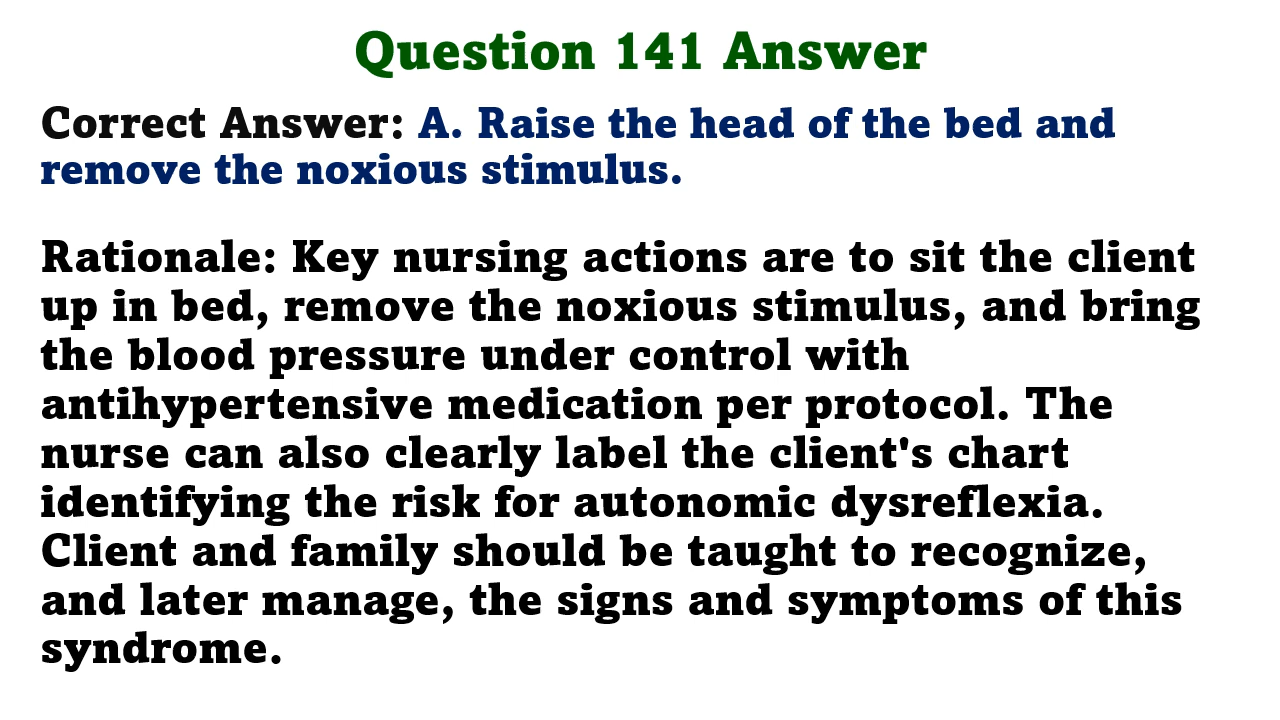 Question 141 Answer
Correct Answer: A. Raise the head of the bed and
remove the noxious stimulus.
Rationale: Key nursing actions are to sit the client
up in bed, remove the noxious stimulus, and bring
the blood pressure under control with
antihypertensive medication per protocol. The
nurse can also clearly label the client's chart
identifying the risk for autonomic dysreflexia.
Client and family should be taught to recognize,
and later manage, the signs and symptoms of this
syndrome.